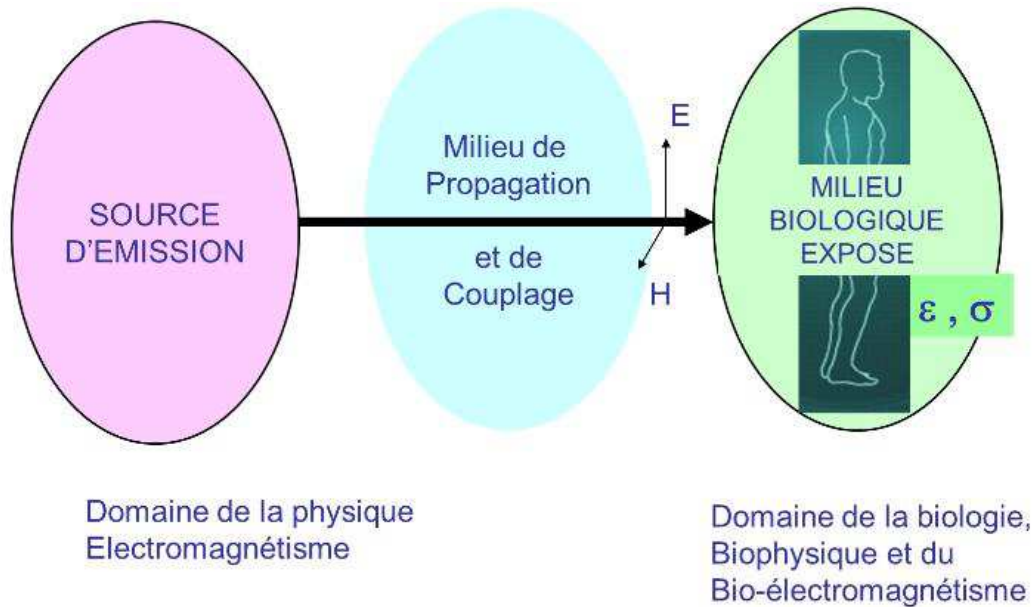 SOURCE
D'EMISSION
Milieu de
Propagation
et de
Couplage
E
H
MILIEU
BIOLOGIQUE
EXPOSE
ε , σ
Domaine de la physique
Electromagnétisme
Domaine de la biologie,
Biophysique et du
Bio-électromagnétisme